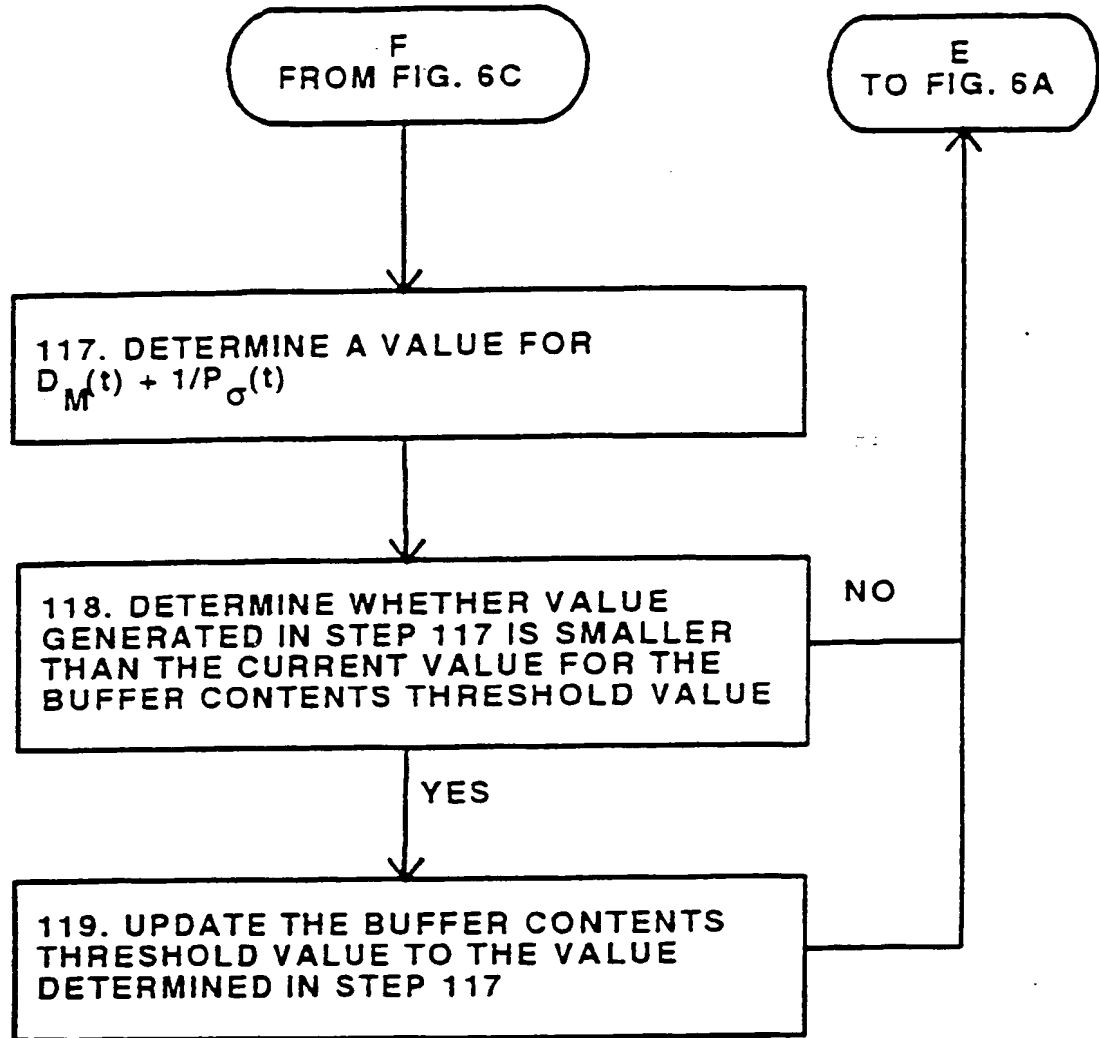 F
FROM FIG. 6C
E
TO FIG. 6A
117. DETERMINE A VALUE FOR
D_M(t) + 1/P_σ(t)
118. DETERMINE WHETHER VALUE
GENERATED IN STEP 117 IS SMALLER
THAN THE CURRENT VALUE FOR THE
BUFFER CONTENTS THRESHOLD VALUE
NO
YES
119. UPDATE THE BUFFER CONTENTS
THRESHOLD VALUE TO THE VALUE
DETERMINED IN STEP 117